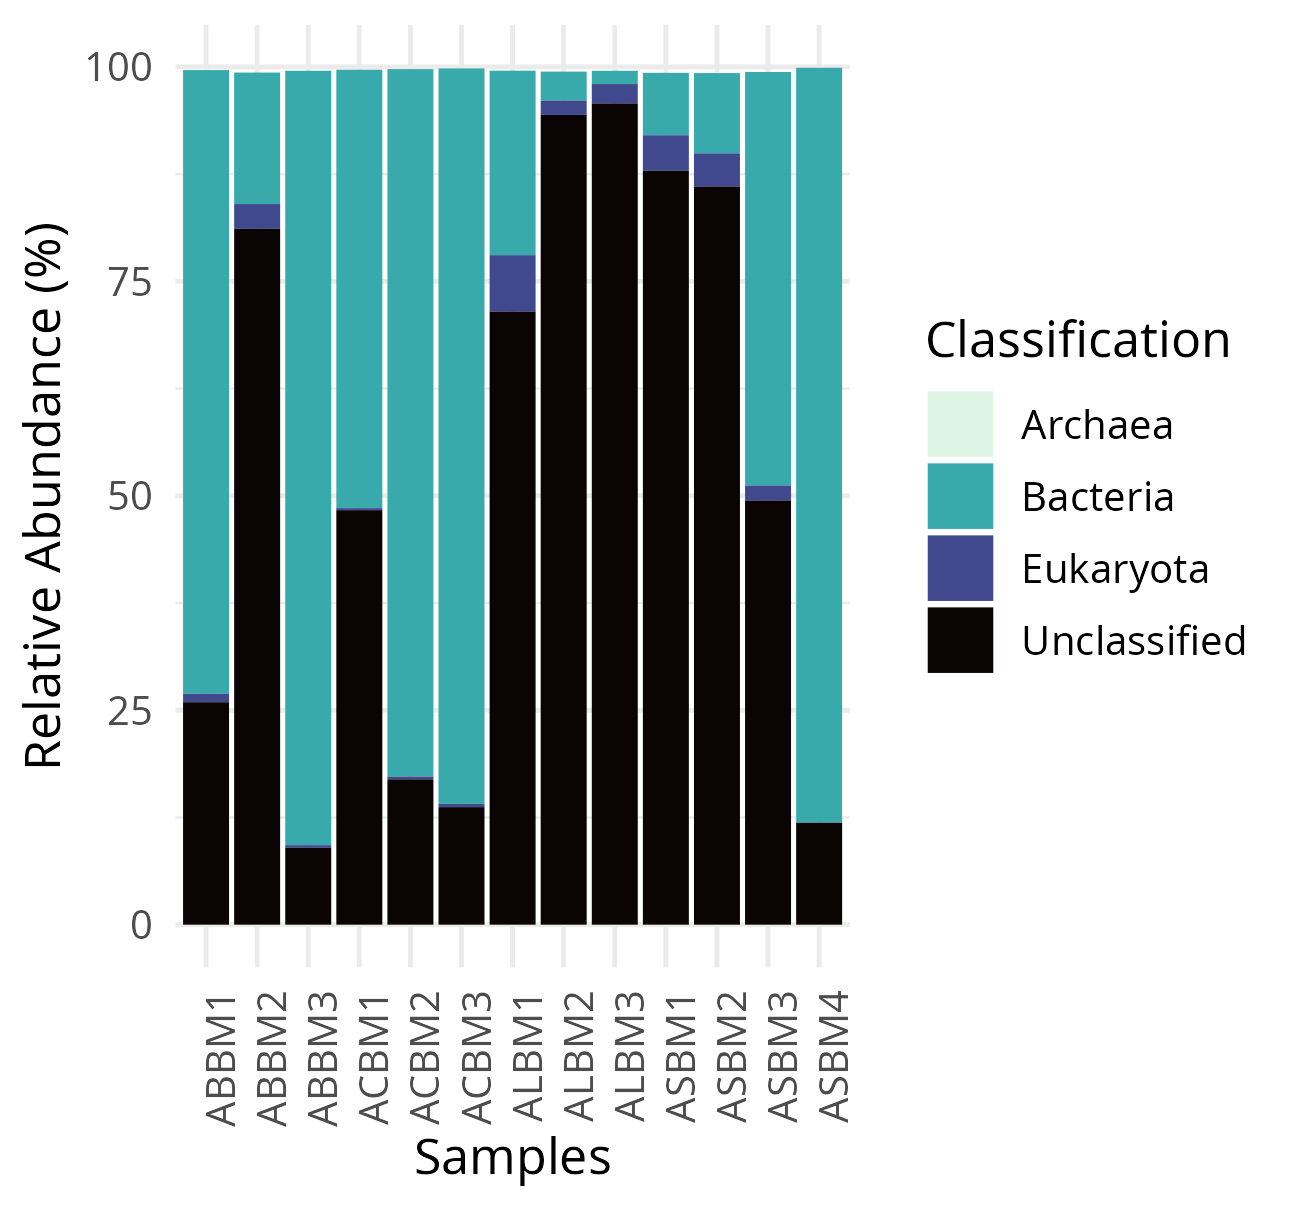 Relative Abundance (%)
100
75
50
25
0
ABBM1
ABBM2
ABBM3
ACBM1
ACBM2
ACBM3
ALBM1
ALBM2
ALBM3
ASBM1
ASBM2
ASBM3
ASBM4
Samples
Classification
Archaea
Bacteria
Eukaryota
Unclassified